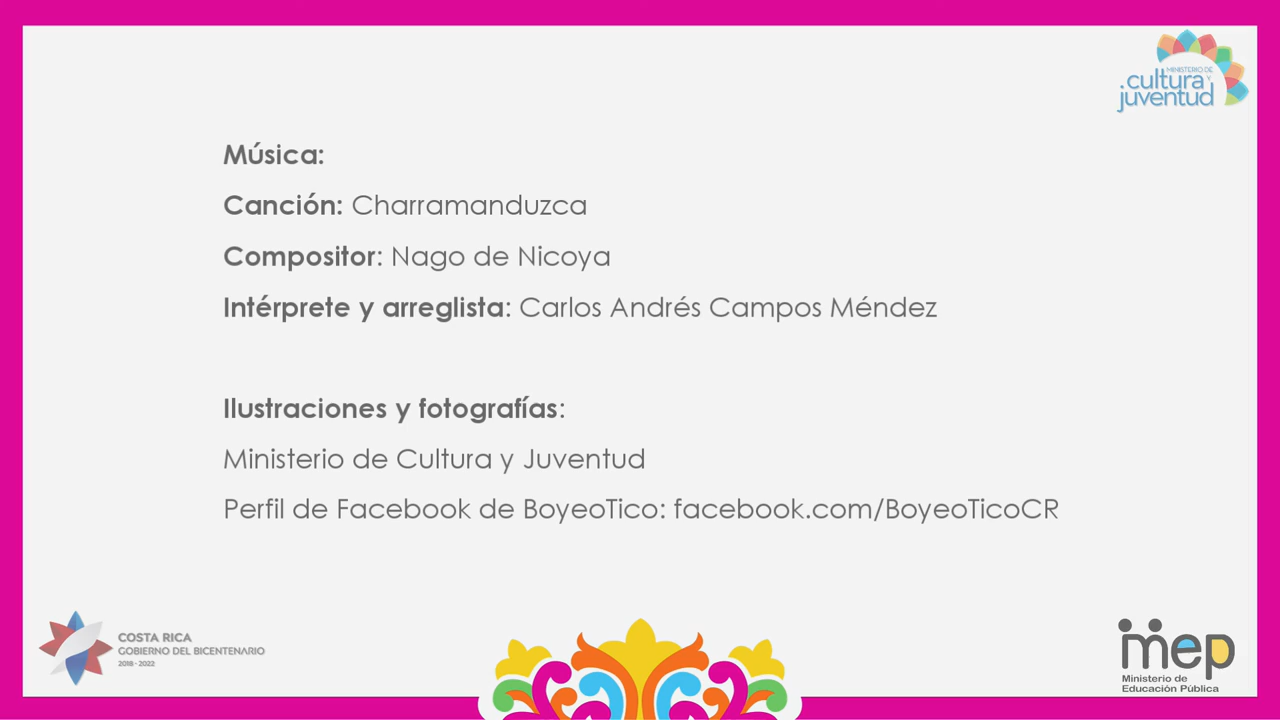 MINISTERIO DE
cultura y
juventud
Música:
Canción: Charramanduzca
Compositor: Nago de Nicoya
Intérprete y arreglista: Carlos Andrés Campos Méndez
Ilustraciones y fotografías:
Ministerio de Cultura y Juventud
Perfil de Facebook de BoyeoTico: facebook.com/BoyeoTicoCR
COSTA RICA
GOBIERNO DEL BICENTENARIO
2018 - 2022
mep
Ministerio de
Educación Pública